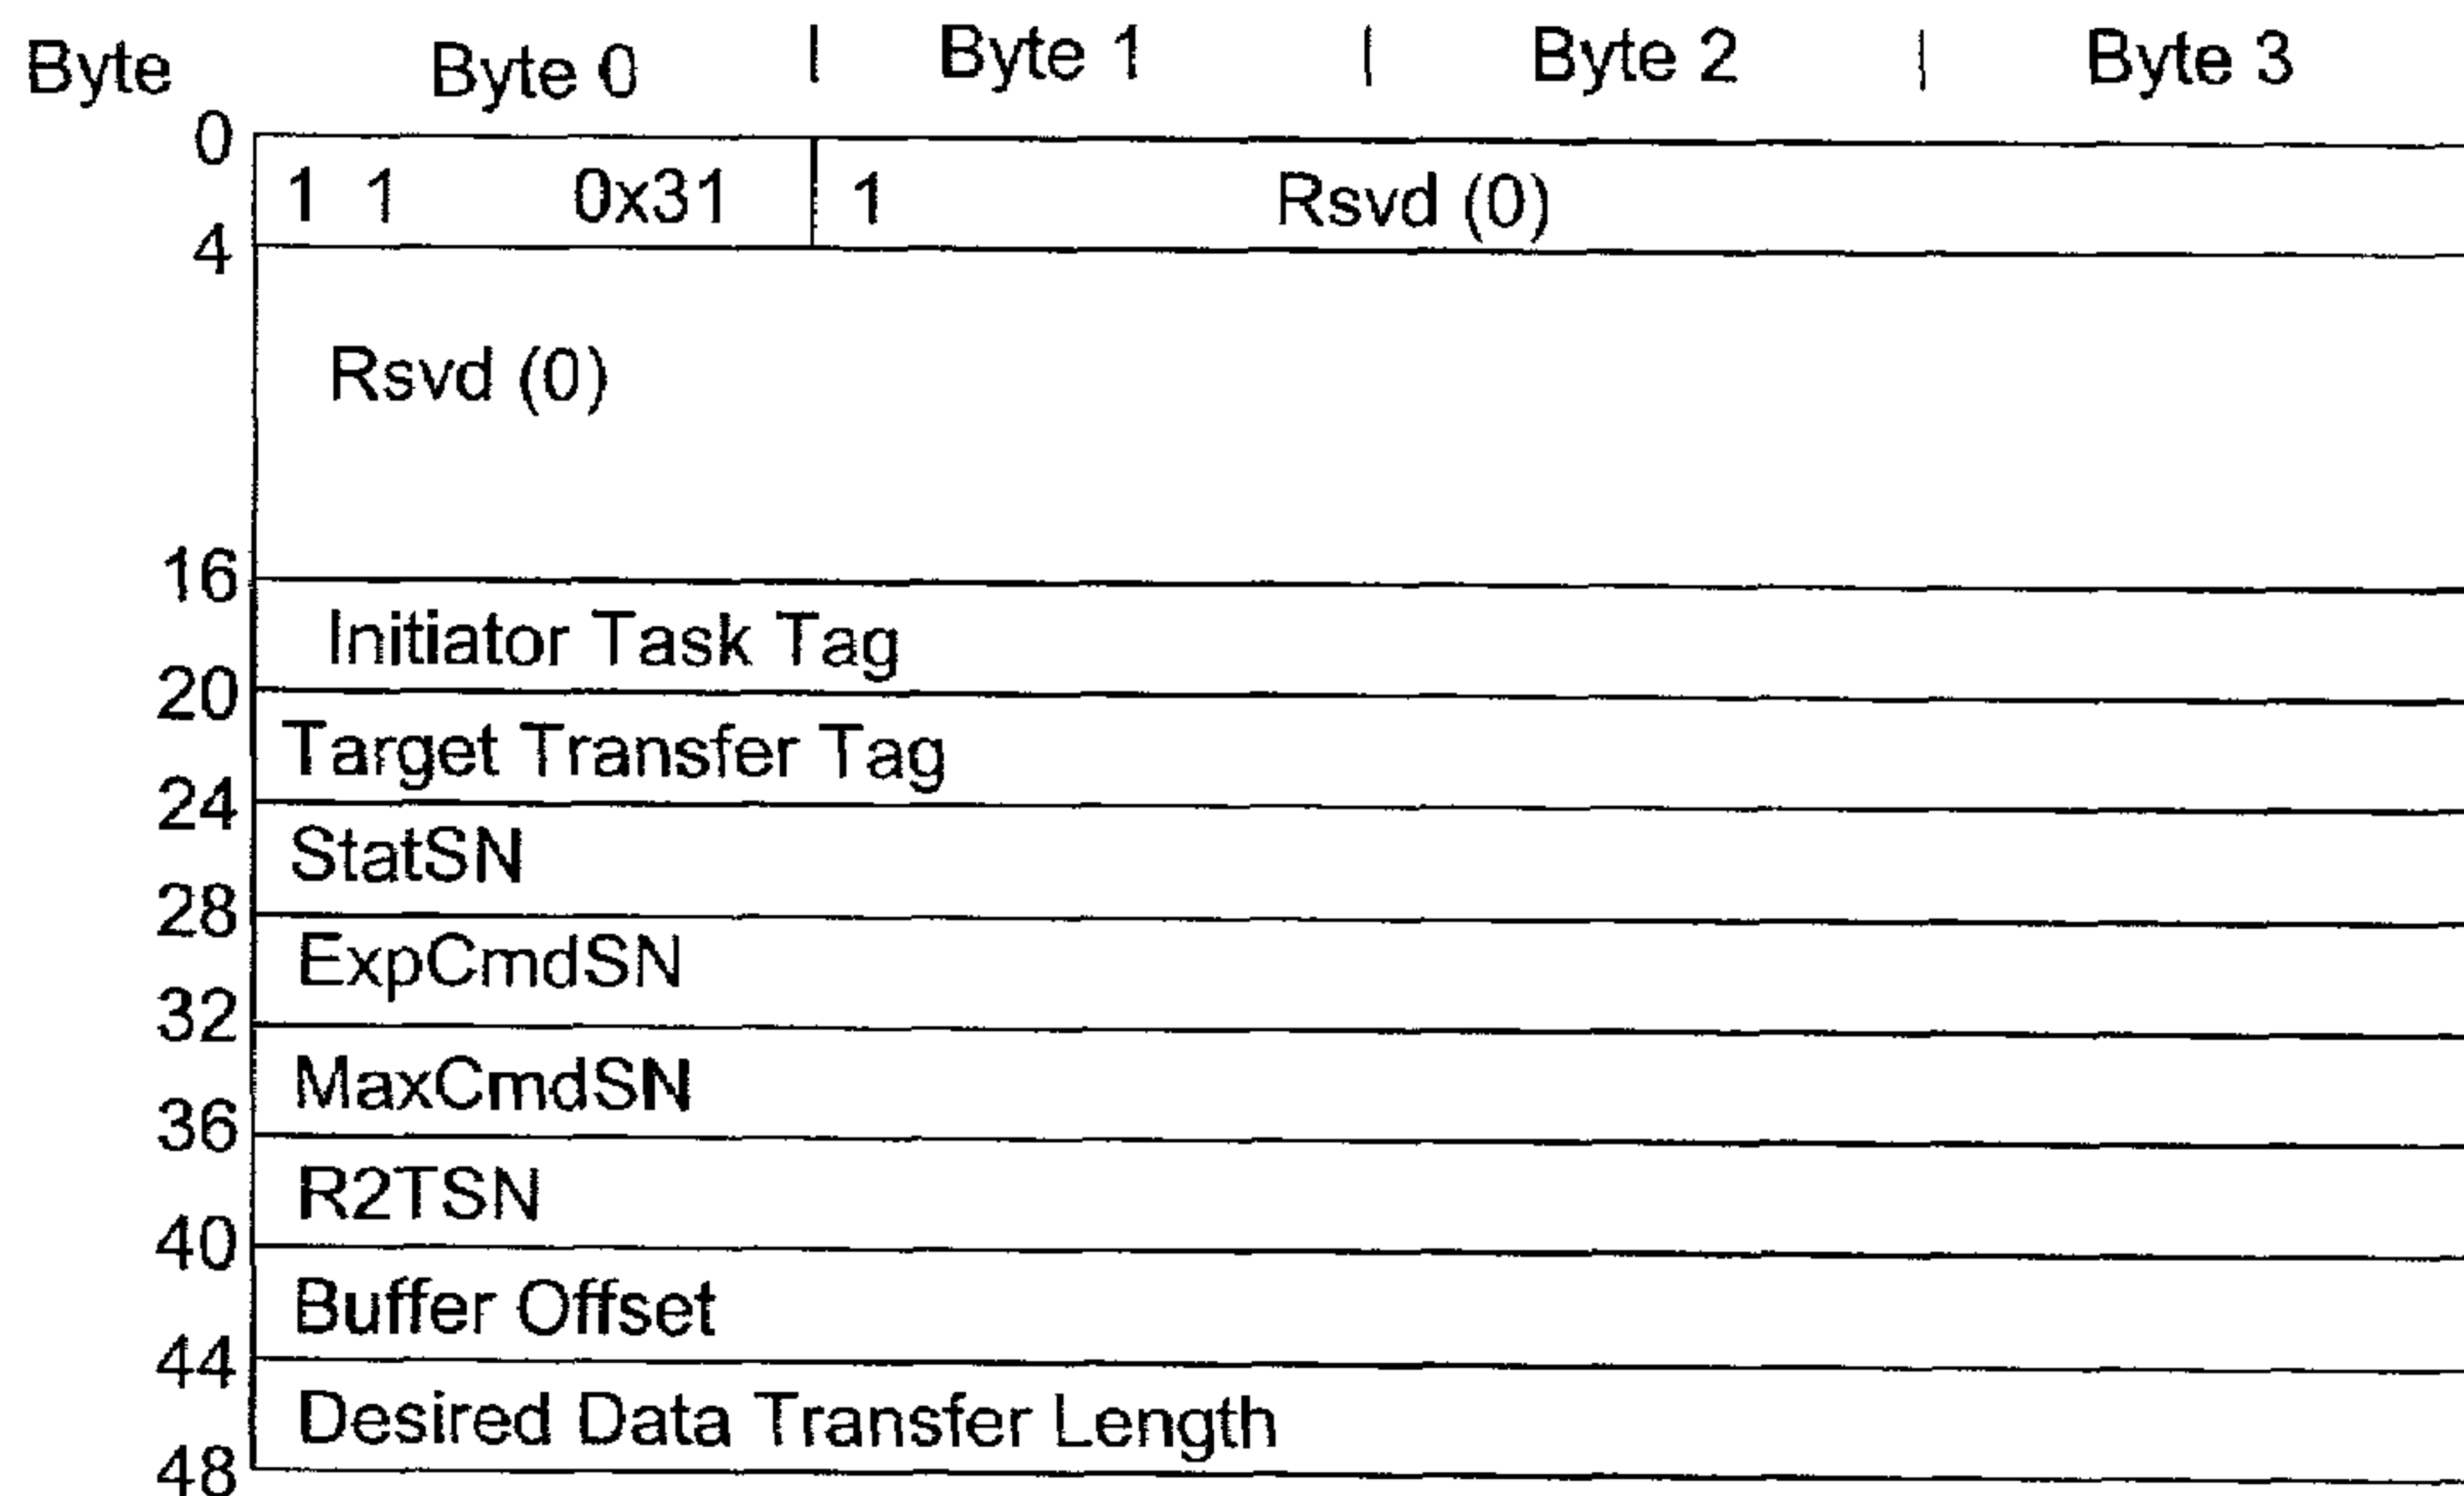 Byte Byte 0 | Byte 1 | Byte 2 | Byte 3
0
1 1 0x31 1 Rsvd (0)
4
Rsvd (0)
16
Initiator Task Tag
20
Target Transfer Tag
24
StatSN
28
ExpCmdSN
32
MaxCmdSN
36
R2TSN
40
Buffer Offset
44
Desired Data Transfer Length
48